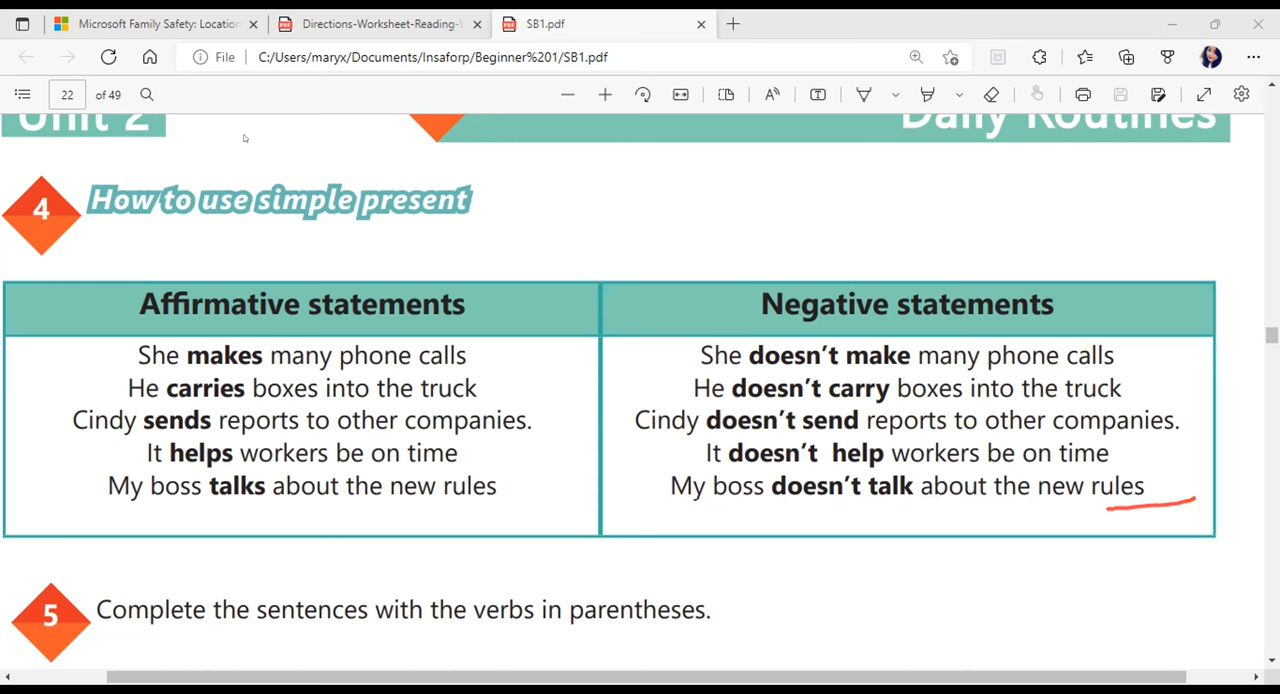 Microsoft Family Safety: Location
Directions-Worksheet-Reading-
SB1.pdf
File
C:/Users/maryx/Documents/Insaforp/Beginner%201/SB1.pdf
22 of 49
Unit 2
Daily Routines
4 How to use simple present
Affirmative statements
She makes many phone calls
He carries boxes into the truck
Cindy sends reports to other companies.
It helps workers be on time
My boss talks about the new rules
Negative statements
She doesn't make many phone calls
He doesn't carry boxes into the truck
Cindy doesn't send reports to other companies.
It doesn't help workers be on time
My boss doesn't talk about the new rules
5 Complete the sentences with the verbs in parentheses.